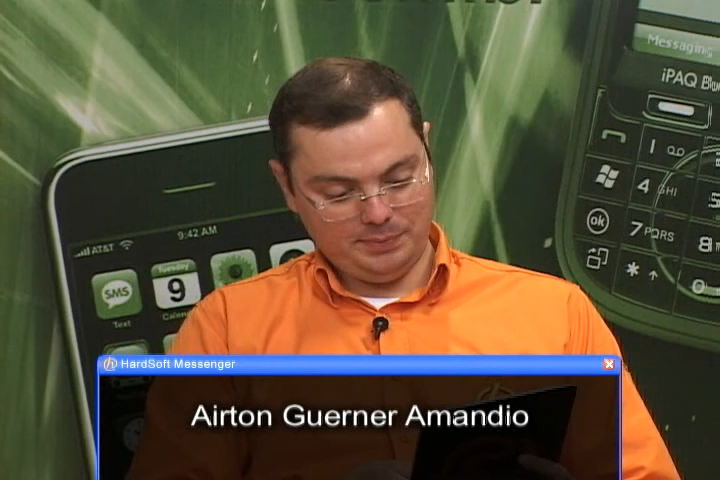 Messaging
iPAQ
AT&T
9:42 AM
SMS
Text
Tuesday
9
Calen
1
4 GHI
7 PQRS
ok
*
HardSoft Messenger
Airton Guerner Amandio